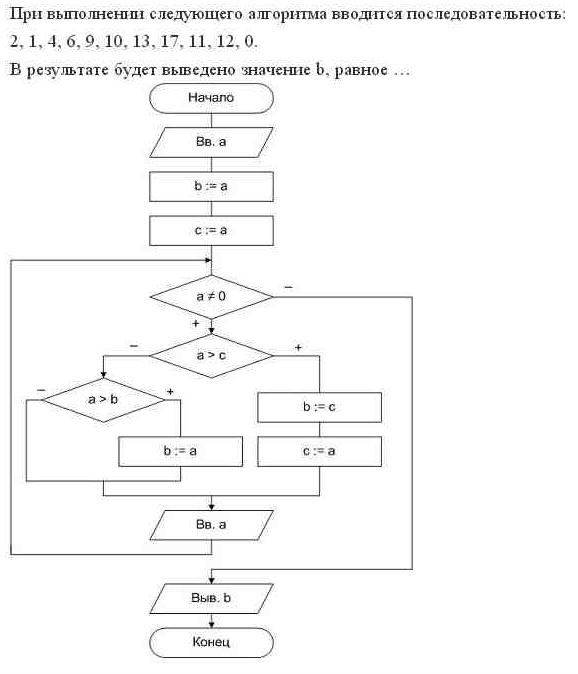 При выполнении следующего алгоритма вводится последовательность:
2, 1, 4, 6, 9, 10, 13, 17, 11, 12, 0.
В результате будет выведено значение b, равное …
Начало
Вв. a
b := a
c := a
a ≠ 0
–
+
a > c
–
+
a > b
–
+
b := c
b := a
c := a
Вв. a
Выв. b
Конец